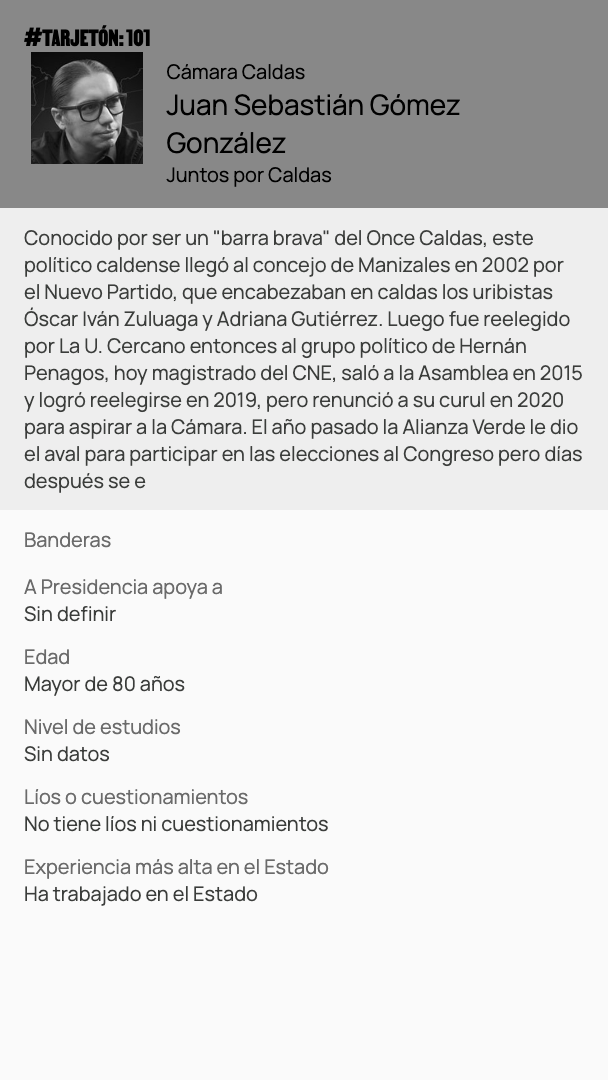 #TARJETÓN: 101
Cámara Caldas
Juan Sebastián Gómez
González
Juntos por Caldas
Conocido por ser un "barra brava" del Once Caldas, este
político caldense llegó al concejo de Manizales en 2002 por
el Nuevo Partido, que encabezaban en caldas los uribistas
Óscar Iván Zuluaga y Adriana Gutiérrez. Luego fue reelegido
por La U. Cercano entonces al grupo político de Hernán
Penagos, hoy magistrado del CNE, saló a la Asamblea en 2015
y logró reelegirse en 2019, pero renunció a su curul en 2020
para aspirar a la Cámara. El año pasado la Alianza Verde le dio
el aval para participar en las elecciones al Congreso pero días
después se e
Banderas
A Presidencia apoya a
Sin definir
Edad
Mayor de 80 años
Nivel de estudios
Sin datos
Líos o cuestionamientos
No tiene líos ni cuestionamientos
Experiencia más alta en el Estado
Ha trabajado en el Estado